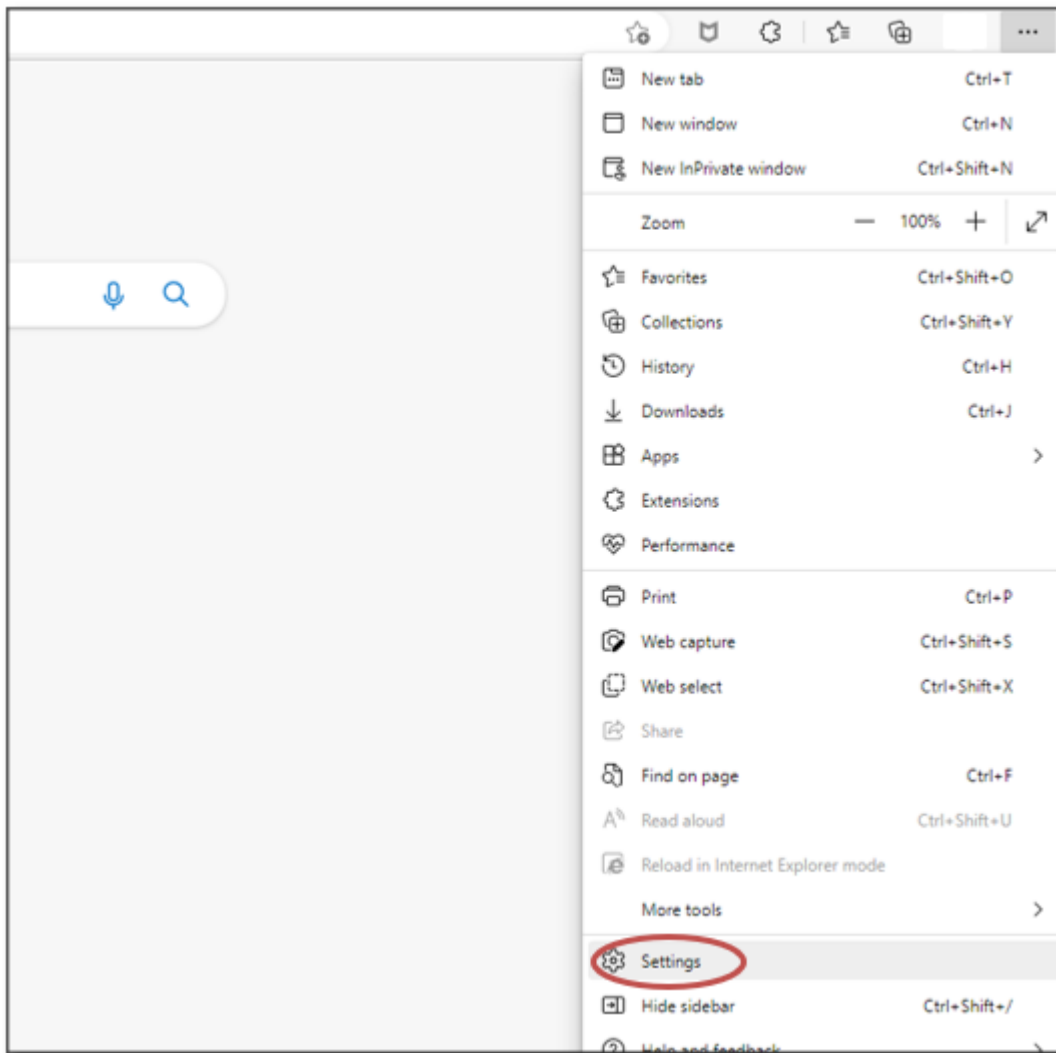 New tab Ctrl+T
New window Ctrl+N
New InPrivate window Ctrl+Shift+N
Zoom — 100% +
Favorites Ctrl+Shift+O
Collections Ctrl+Shift+Y
History Ctrl+H
Downloads Ctrl+J
Apps
Extensions
Performance
Print Ctrl+P
Web capture Ctrl+Shift+S
Web select Ctrl+Shift+X
Share
Find on page Ctrl+F
Read aloud Ctrl+Shift+U
Reload in Internet Explorer mode
More tools
Settings
Hide sidebar Ctrl+Shift+/
Help and feedback